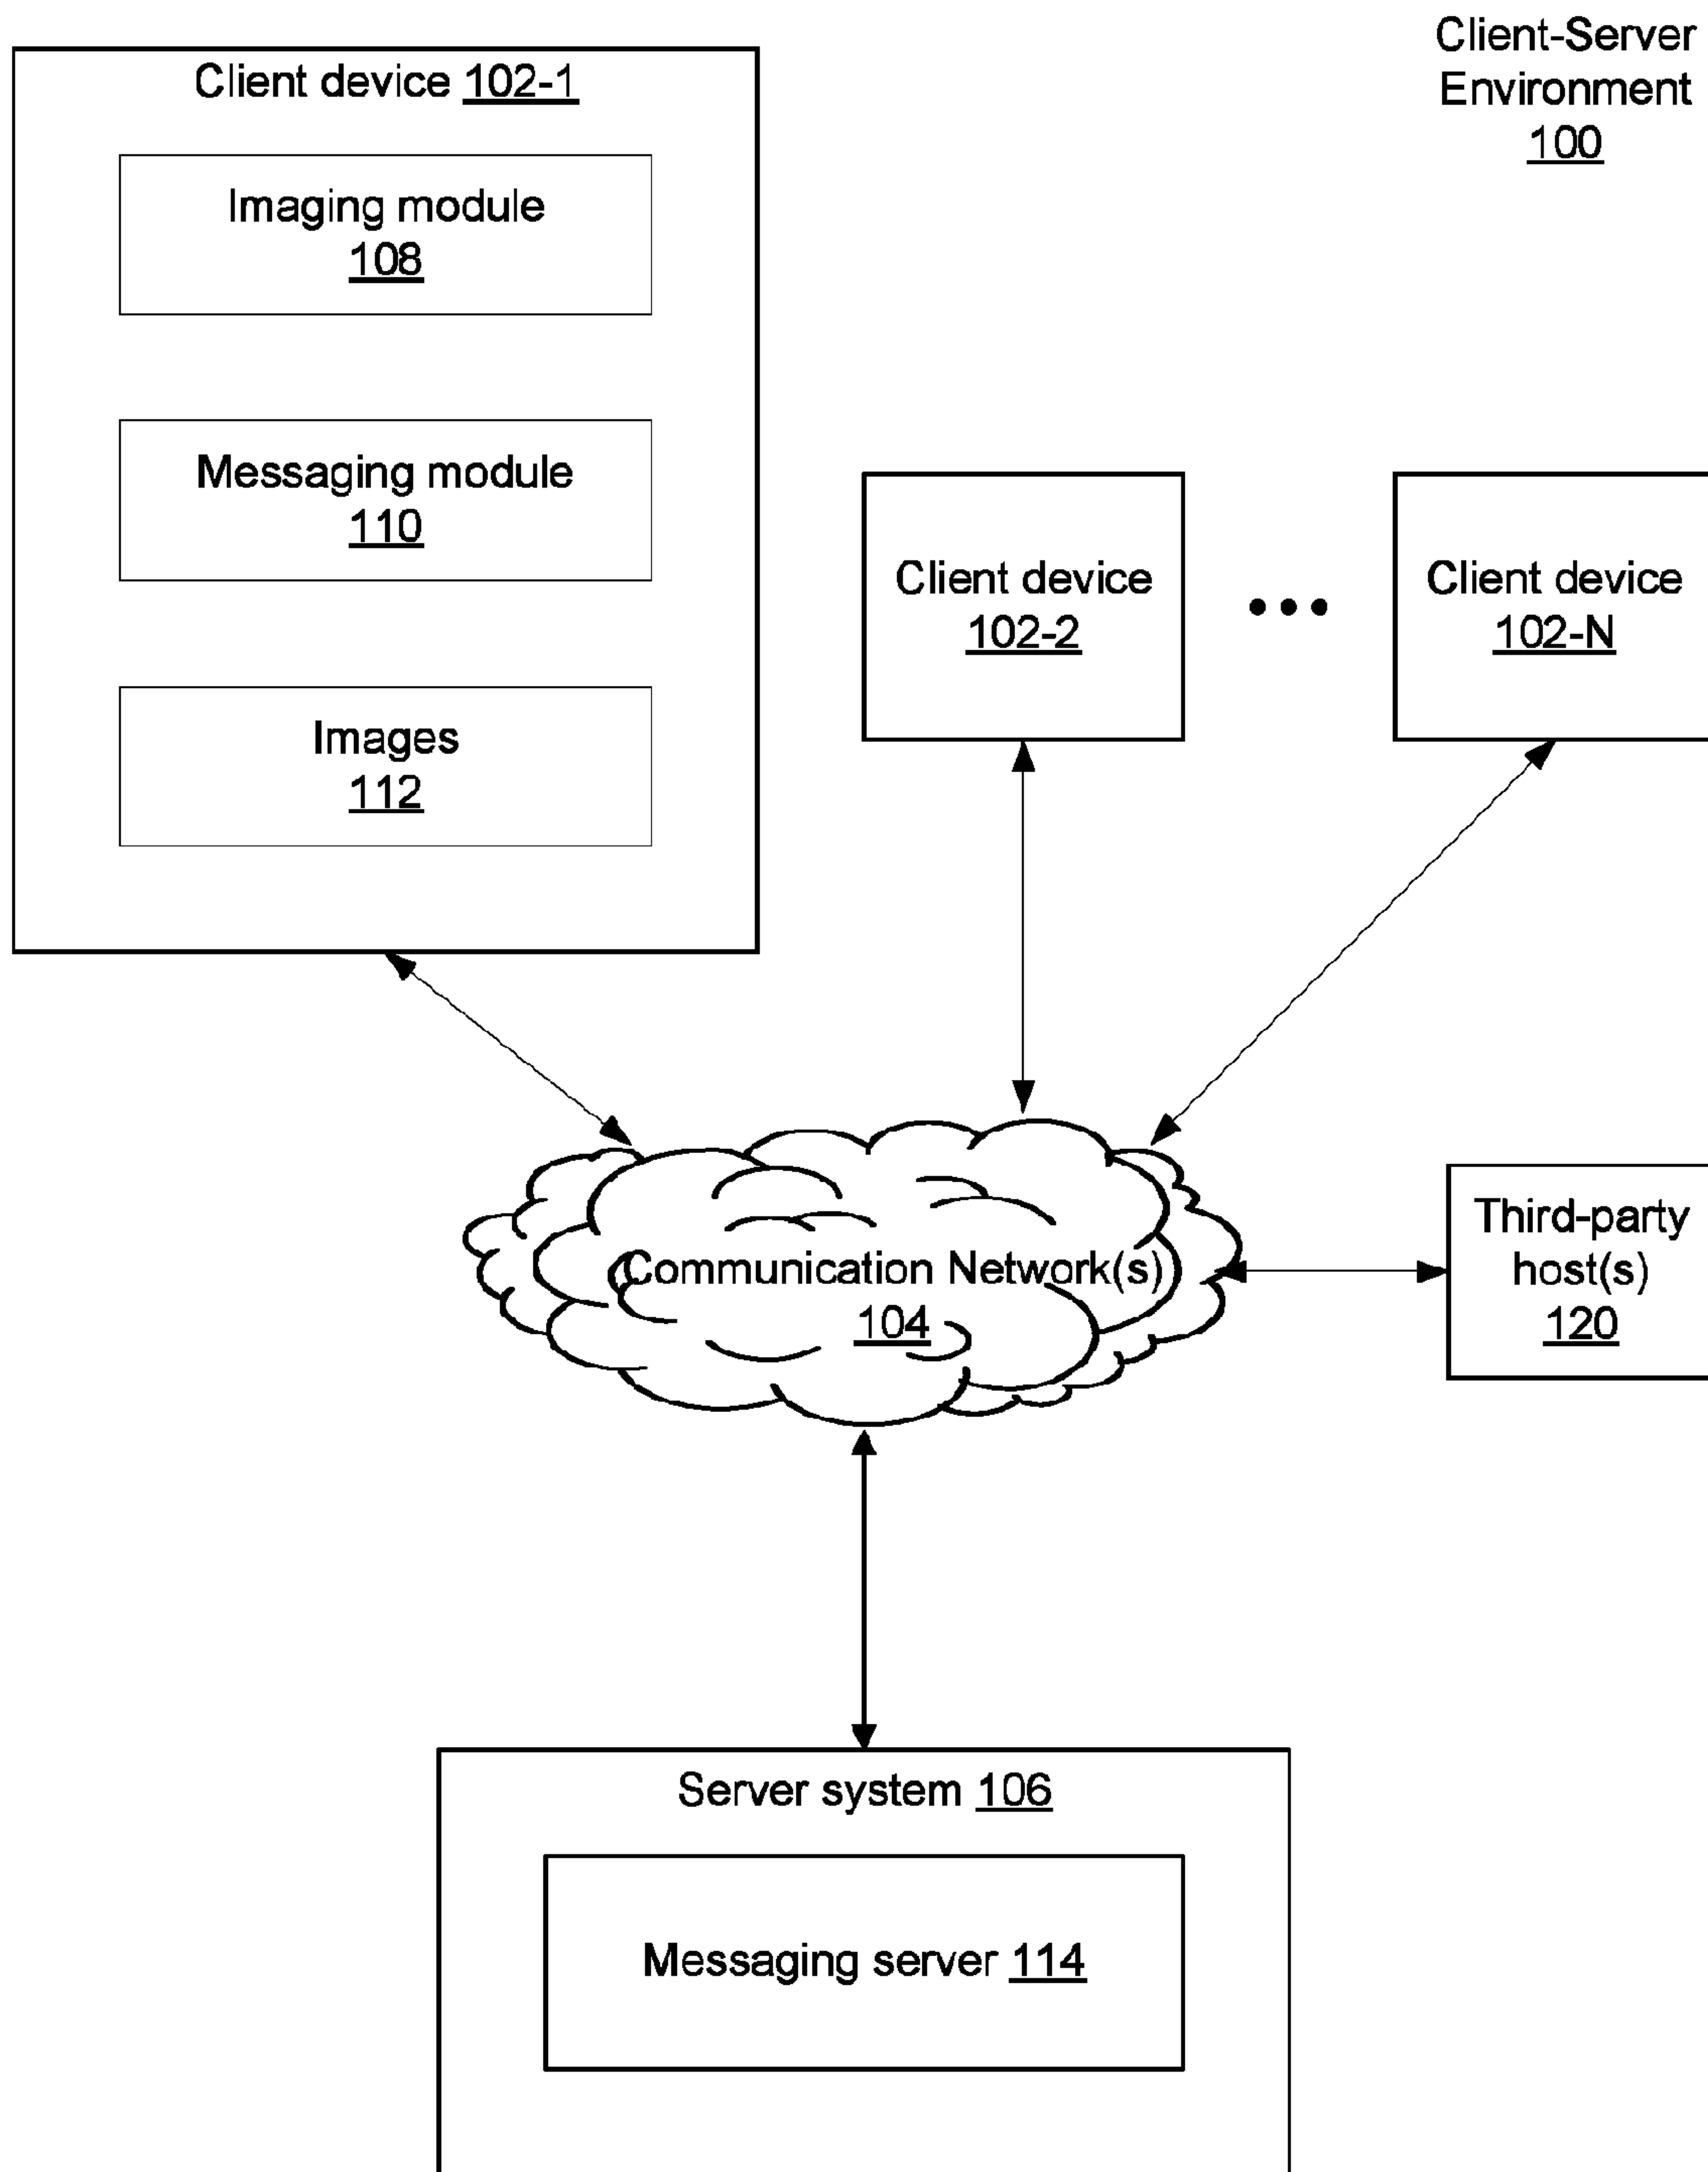 Client-Server
Environment
100
Client device 102-1
Imaging module
108
Messaging module
110
Images
112
Client device
102-2
Client device
102-N
Communication Network(s)
104
Third-party
host(s)
120
Server system 106
Messaging server 114